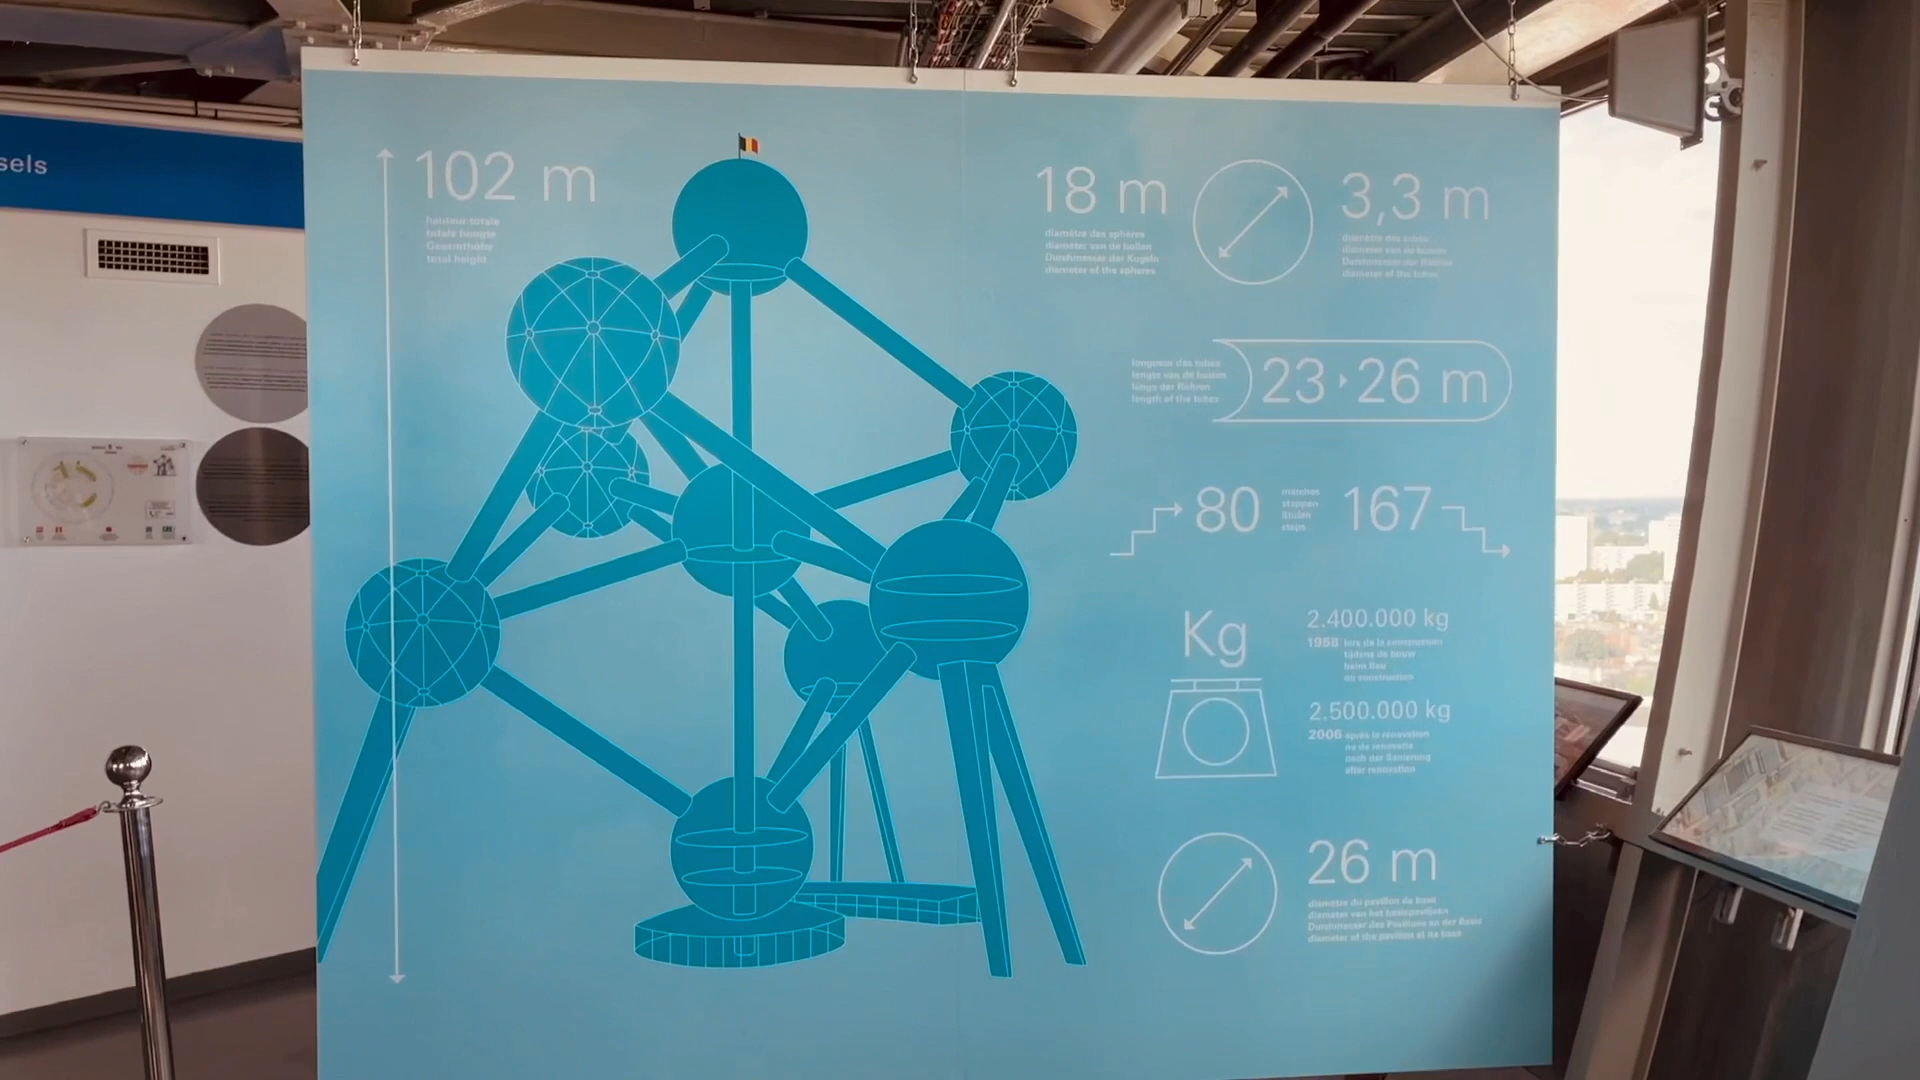 sels
102 m
hauteur totale
totale hoogte
Gesamthöhe
total height
18 m
diamètre des sphères
diameter van de bollen
Durchmesser der Kugeln
diameter of the spheres
3,3 m
diamètre des tubes
diameter van de buizen
Durchmesser der Röhren
diameter of the tubes
longueur des tubes
lengte van de buizen
länge der Röhren
length of the tubes
23 26 m
80
marches
stappen
Stufen
steps
167
Kg
2.400.000 kg
1958 lors de la construction
tijdens de bouw
beim Bau
on construction
2.500.000 kg
2006 après la rénovation
na de renovatie
nach der Sanierung
after renovation
26 m
diamètre du pavillon de base
diameter van het basispaviljoen
Durchmesser des Pavillons an der Basis
diameter of the pavilion at its base